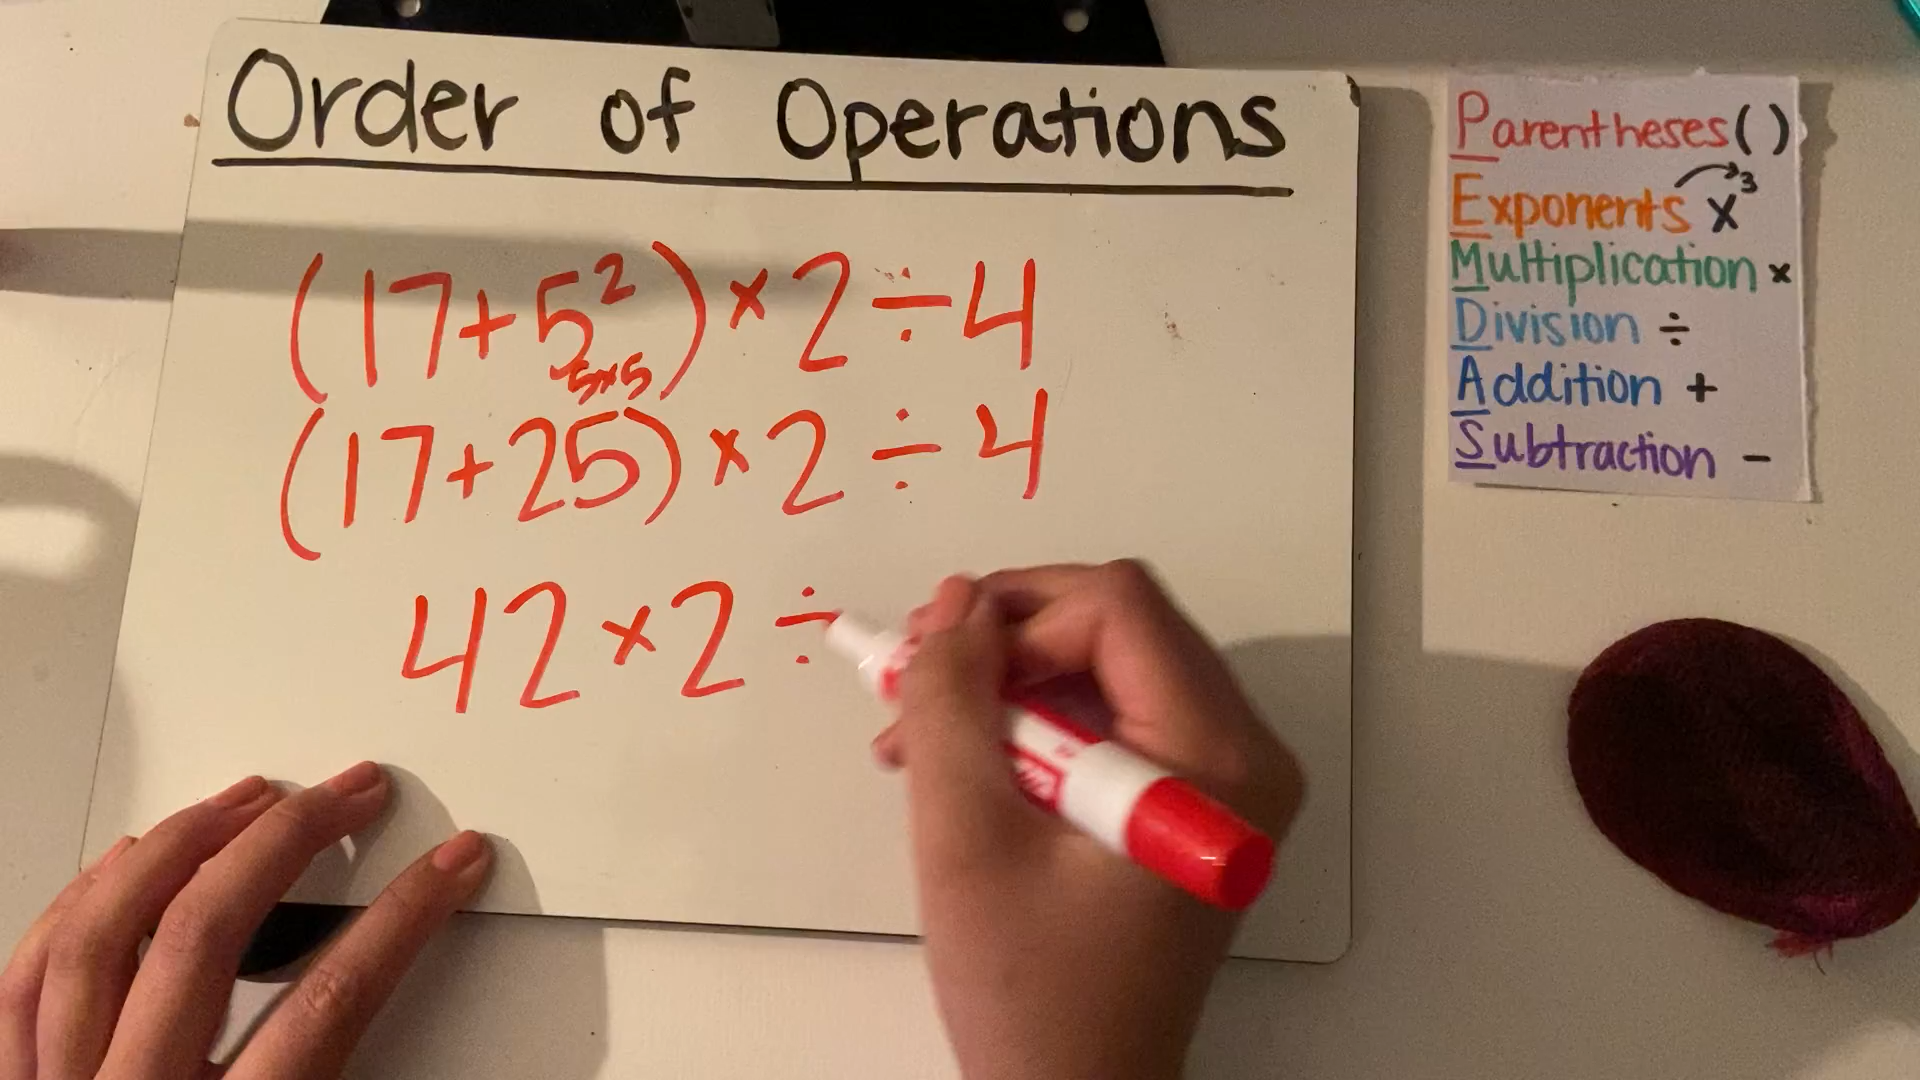 Order of Operations
(17+5²)×2÷4
5×5
(17+25)×2÷4
42×2÷
Parentheses ( )
Exponents x³
Multiplication ×
Division ÷
Addition +
Subtraction -